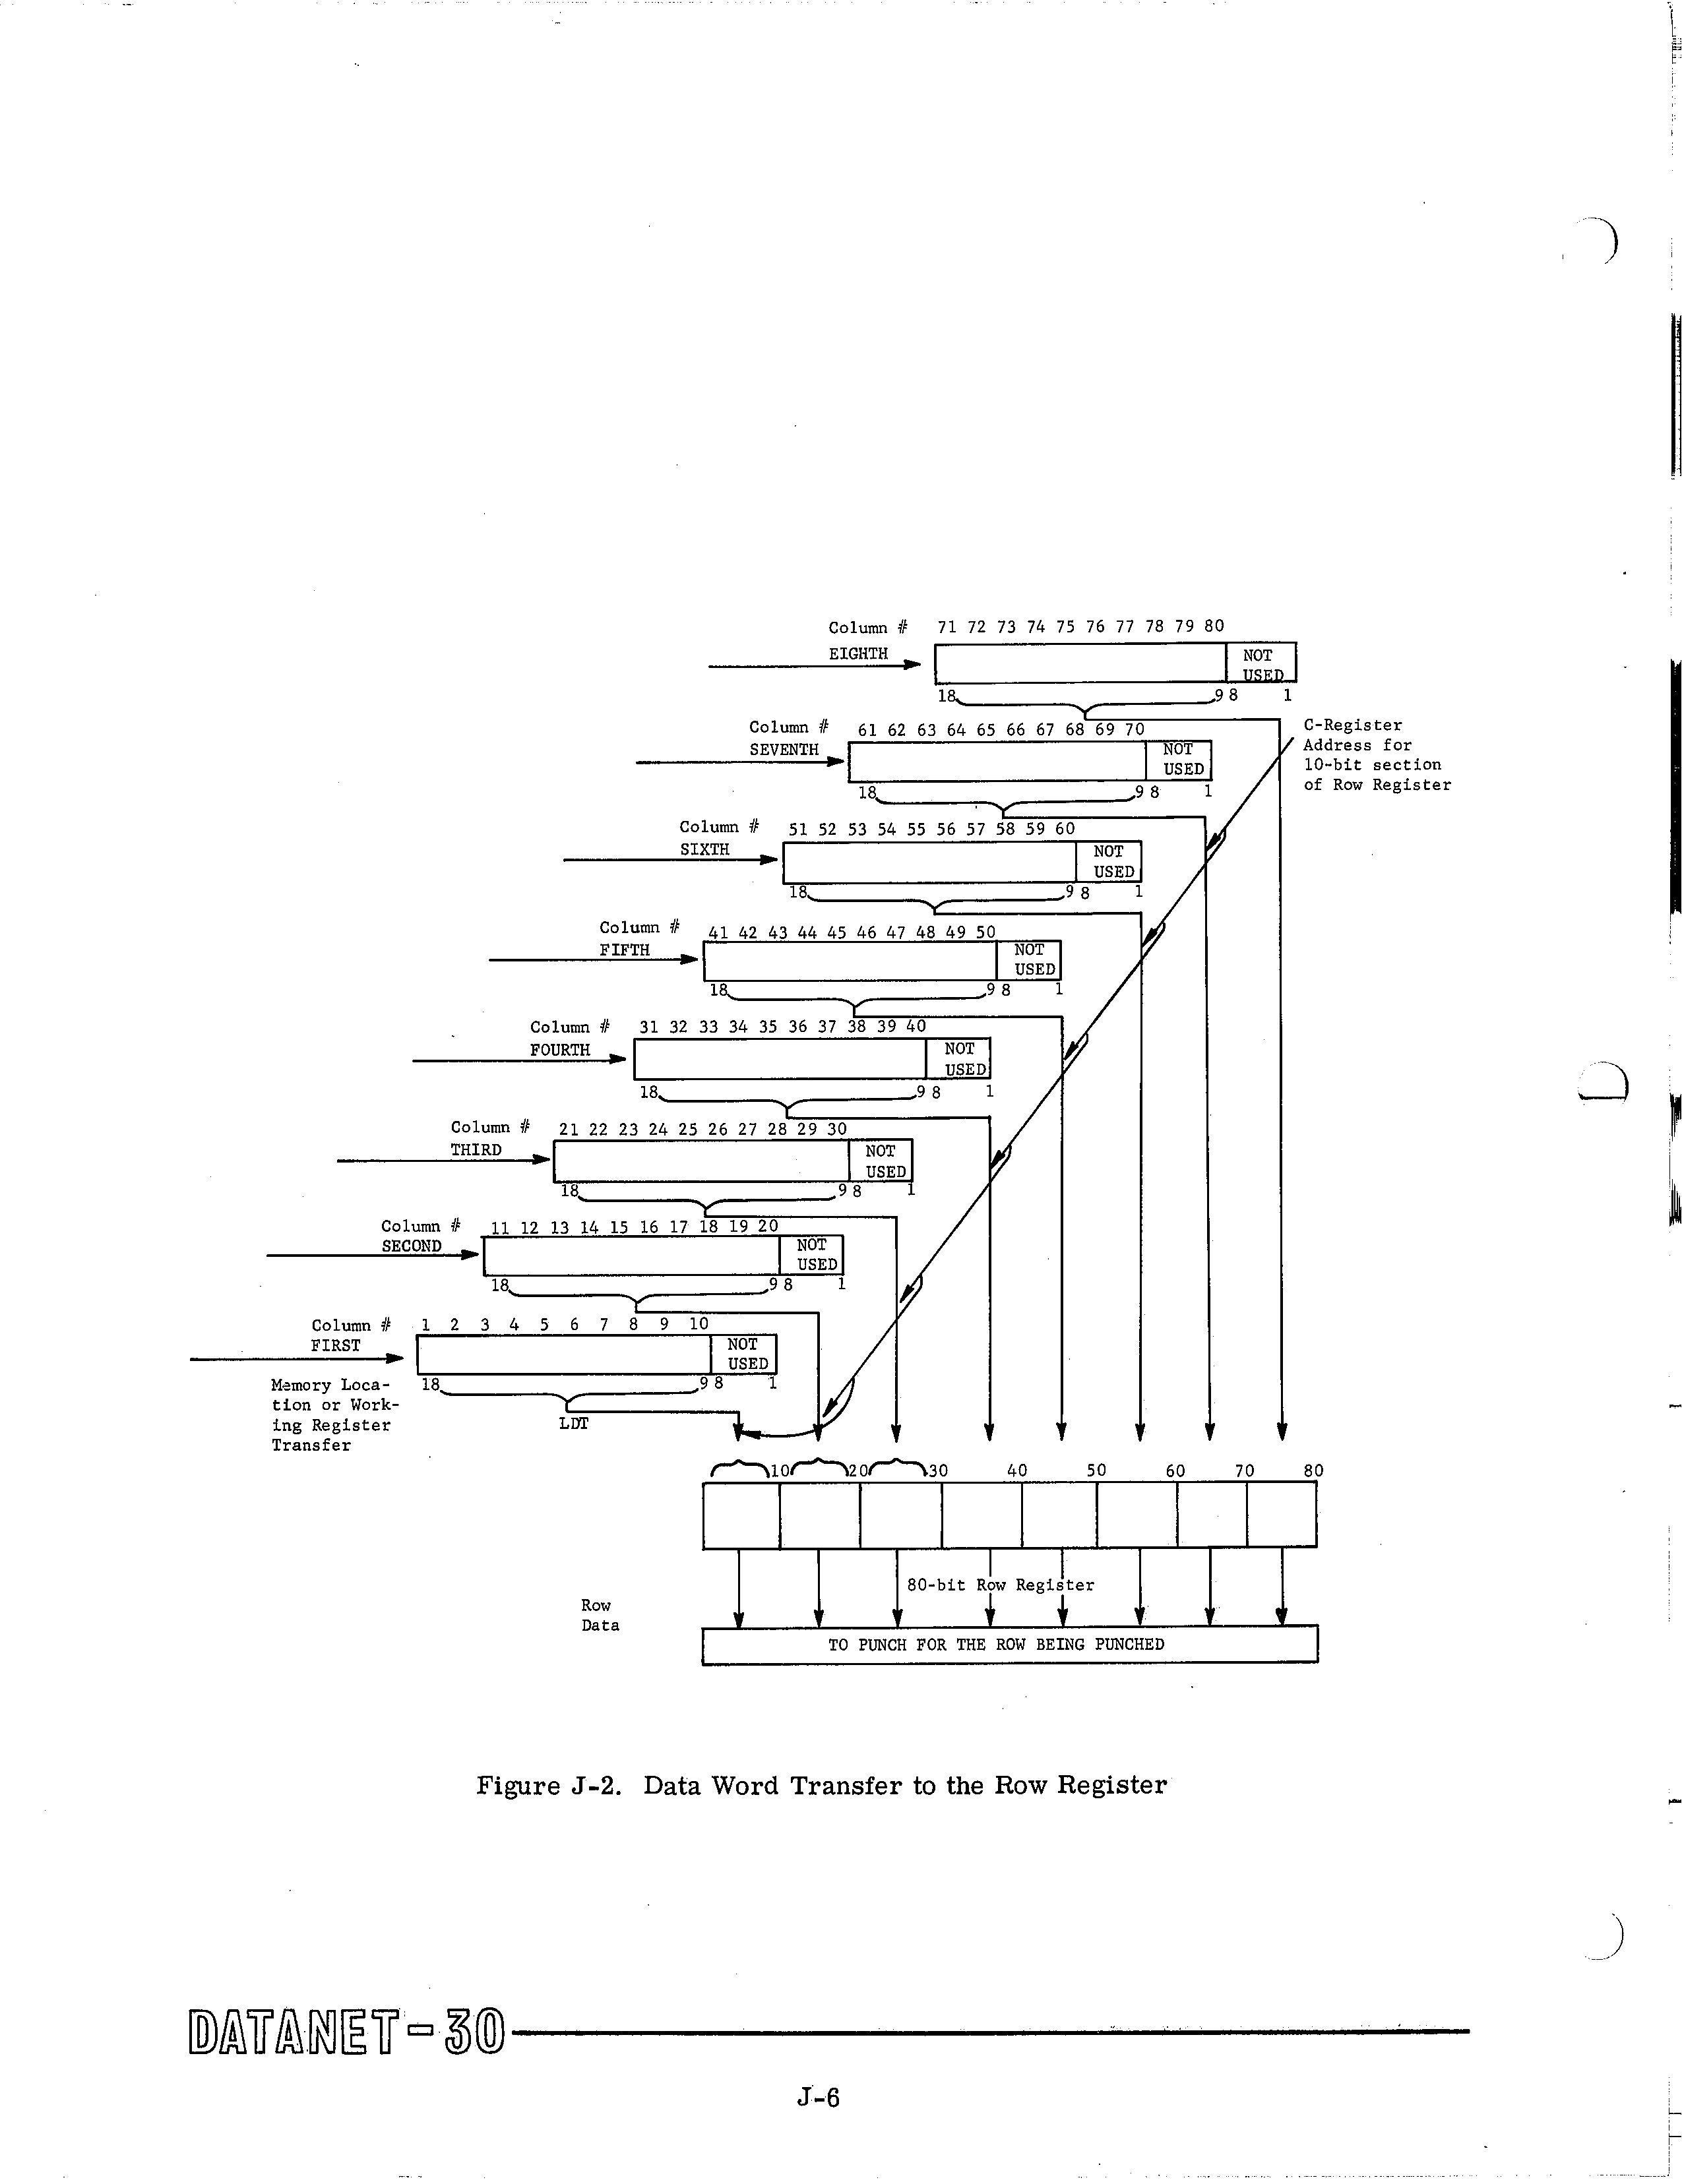 Column # 71 72 73 74 75 76 77 78 79 80
EIGHTH
NOT
USED
18 9 8 1
C-Register
Address for
10-bit section
of Row Register
Column # 61 62 63 64 65 66 67 68 69 70
SEVENTH
NOT
USED
18 9 8 1
Column # 51 52 53 54 55 56 57 58 59 60
SIXTH
NOT
USED
18 9 8 1
Column # 41 42 43 44 45 46 47 48 49 50
FIFTH
NOT
USED
18 9 8 1
Column # 31 32 33 34 35 36 37 38 39 40
FOURTH
NOT
USED
18 9 8 1
Column # 21 22 23 24 25 26 27 28 29 30
THIRD
NOT
USED
18 9 8 1
Column # 11 12 13 14 15 16 17 18 19 20
SECOND
NOT
USED
18 9 8 1
Column # 1 2 3 4 5 6 7 8 9 10
FIRST
NOT
USED
18 9 8 1
Memory Loca-
tion or Work-
ing Register
Transfer
LDT
10 20 30 40 50 60 70 80
80-bit Row Register
Row
Data
TO PUNCH FOR THE ROW BEING PUNCHED
Figure J-2. Data Word Transfer to the Row Register
DATANET-30
J-6